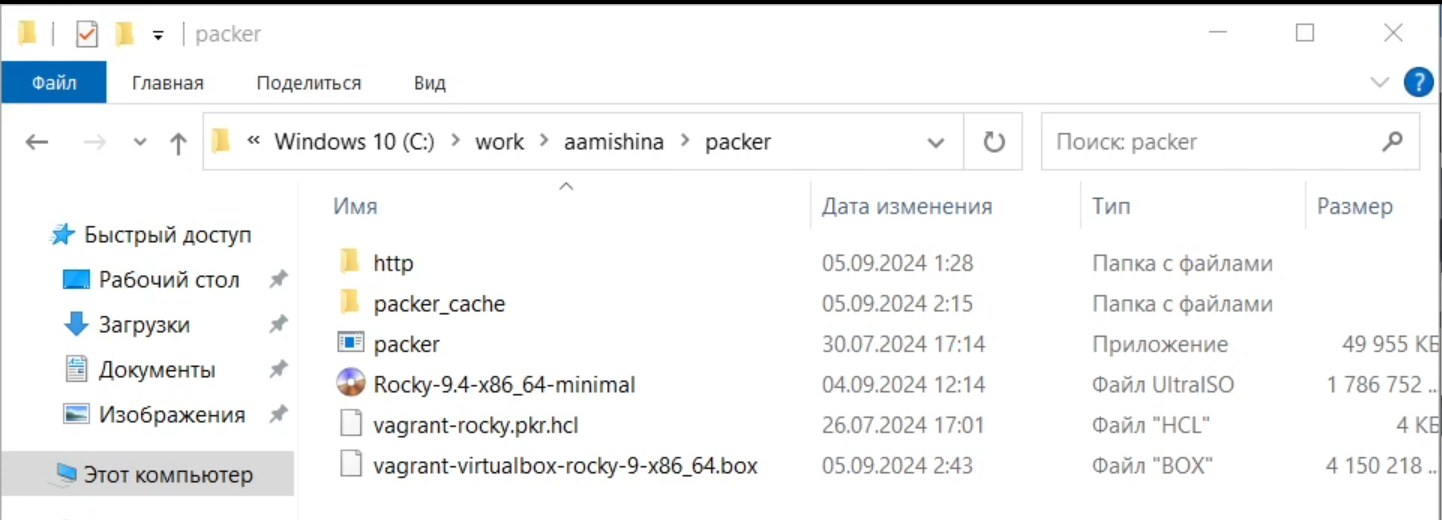 packer
Файл Главная Поделиться Вид
« Windows 10 (C:) > work > aamishina > packer Поиск: packer
Имя Дата изменения Тип Размер
Быстрый доступ
http 05.09.2024 1:28 Папка с файлами
Рабочий стол
packer_cache 05.09.2024 2:15 Папка с файлами
Загрузки
packer 30.07.2024 17:14 Приложение 49 955 КБ
Документы
Rocky-9.4-x86_64-minimal 04.09.2024 12:14 Файл UltraISO 1 786 752 ..
Изображения
vagrant-rocky.pkr.hcl 26.07.2024 17:01 Файл "HCL" 4 КБ
Этот компьютер
vagrant-virtualbox-rocky-9-x86_64.box 05.09.2024 2:43 Файл "BOX" 4 150 218 ..